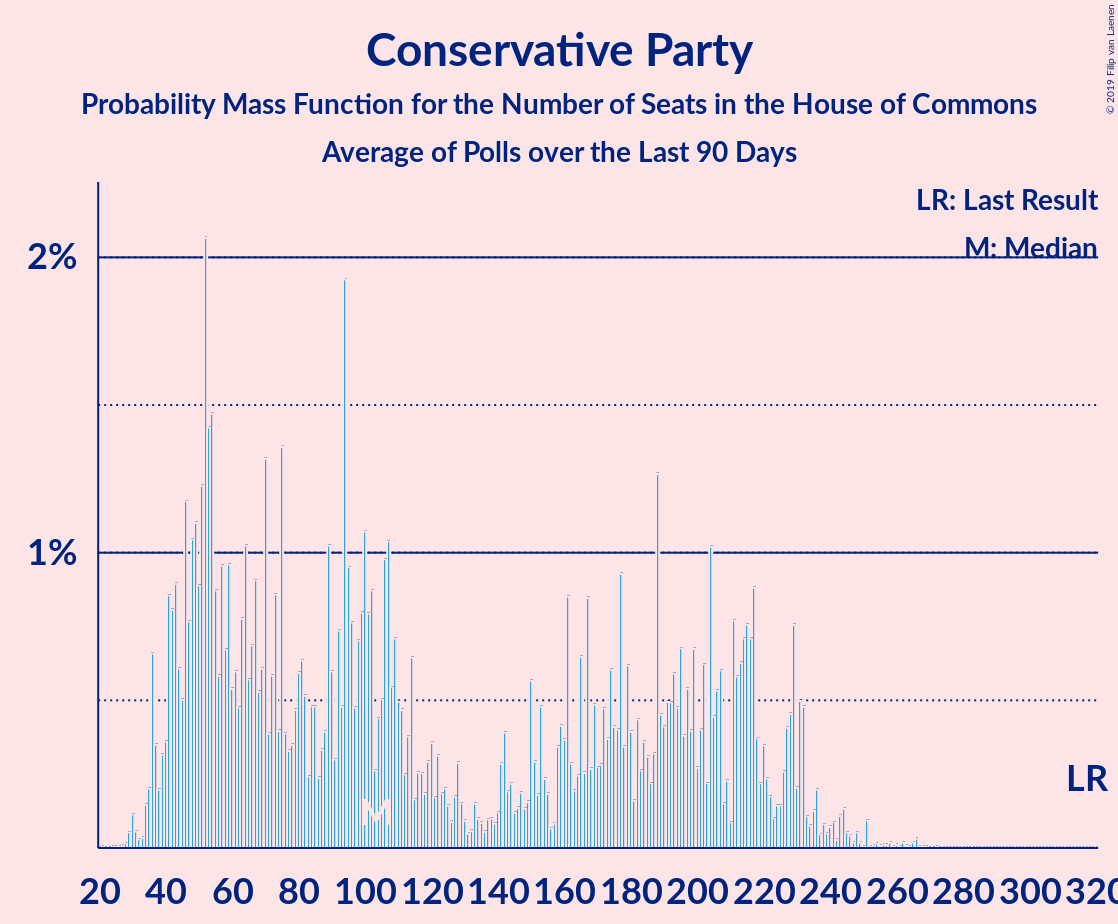 Conservative Party
Probability Mass Function for the Number of Seats in the House of Commons
Average of Polls over the Last 90 Days
© 2019 Filip van Laenen
LR: Last Result
M: Median
2%
1%
LR
M
20 40 60 80 100 120 140 160 180 200 220 240 260 280 300 320